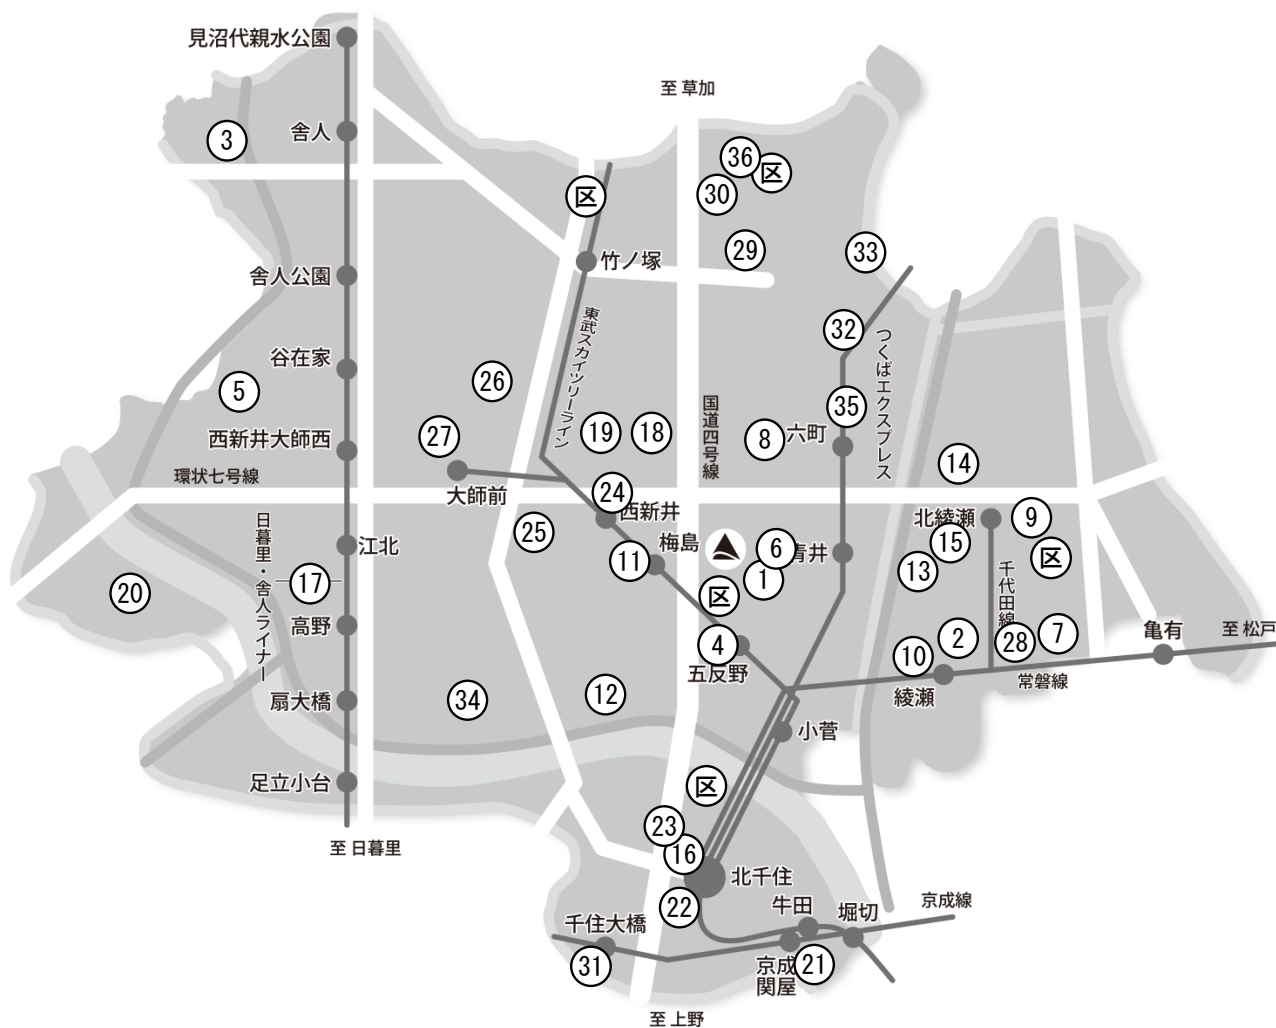 見沼代親水公園
至 草加
舎人
3
36
区
30
区
29
33
舎人公園
竹ノ塚
東武スカイツリーライン
32
つくばエクスプレス
谷在家
5
26
国道四号線
35
27
19
18
8
六町
西新井大師西
14
環状七号線
大師前
24
西新井
北綾瀬
9
日暮里・舎人ライナー
江北
25
梅島
11
6
青井
15
区
13
千代田線
17
1
20
区
高野
4
五反野
10
2
28
7
亀有
至 松戸
綾瀬
常磐線
扇大橋
34
12
小菅
足立小台
区
23
16
至 日暮里
北千住
22
牛田
堀切
京成線
千住大橋
31
京成
関屋
21
至 上野